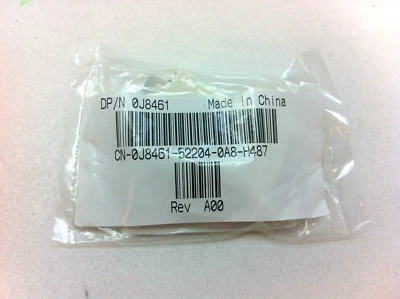 DP/N 0J8461 Made in China
CN-0J8461-52204-0A8-H487
Rev A00